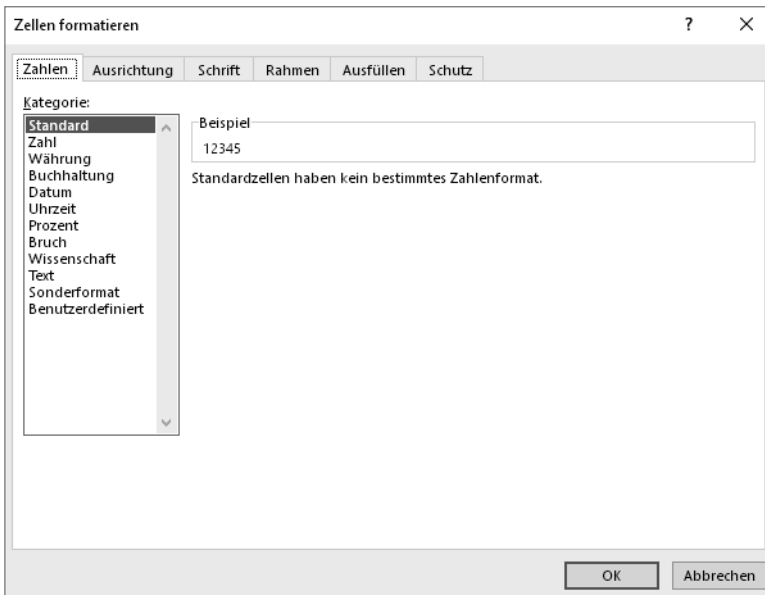 Zellen formatieren ? ×
Zahlen Ausrichtung Schrift Rahmen Ausfüllen Schutz
Kategorie:
Standard
Zahl
Währung
Buchhaltung
Datum
Uhrzeit
Prozent
Bruch
Wissenschaft
Text
Sonderformat
Benutzerdefiniert
Beispiel
12345
Standardzellen haben kein bestimmtes Zahlenformat.
OK Abbrechen